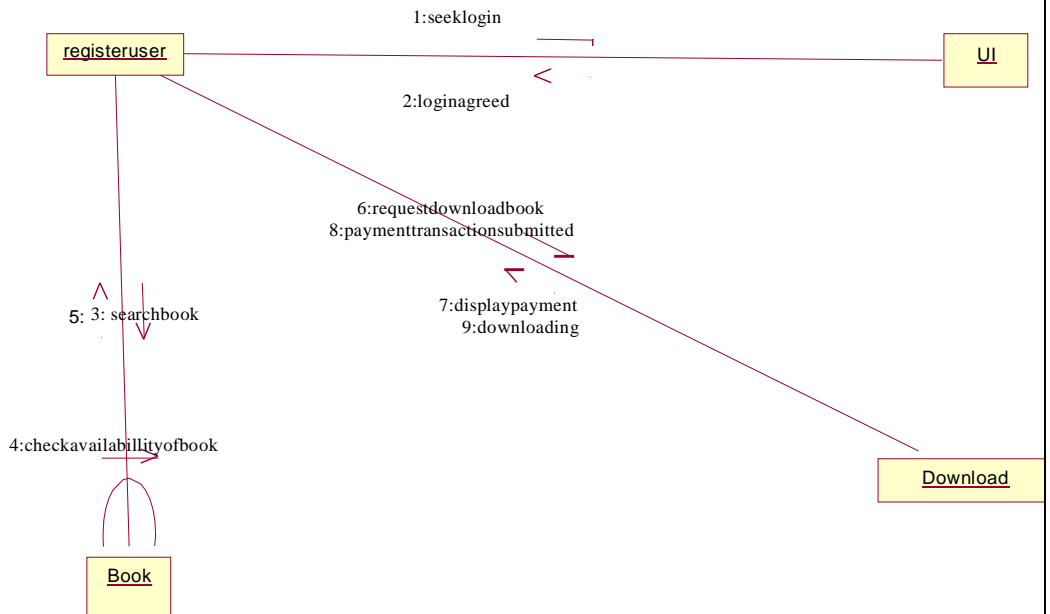 1:seeklogin
registeruser
UI
2:loginagreed
6:requestdownloadbook
8:paymenttransactionsubmitted
7:displaypayment
5: 3: searchbook
9:downloading
4:checkavailabillityofbook
Download
Book